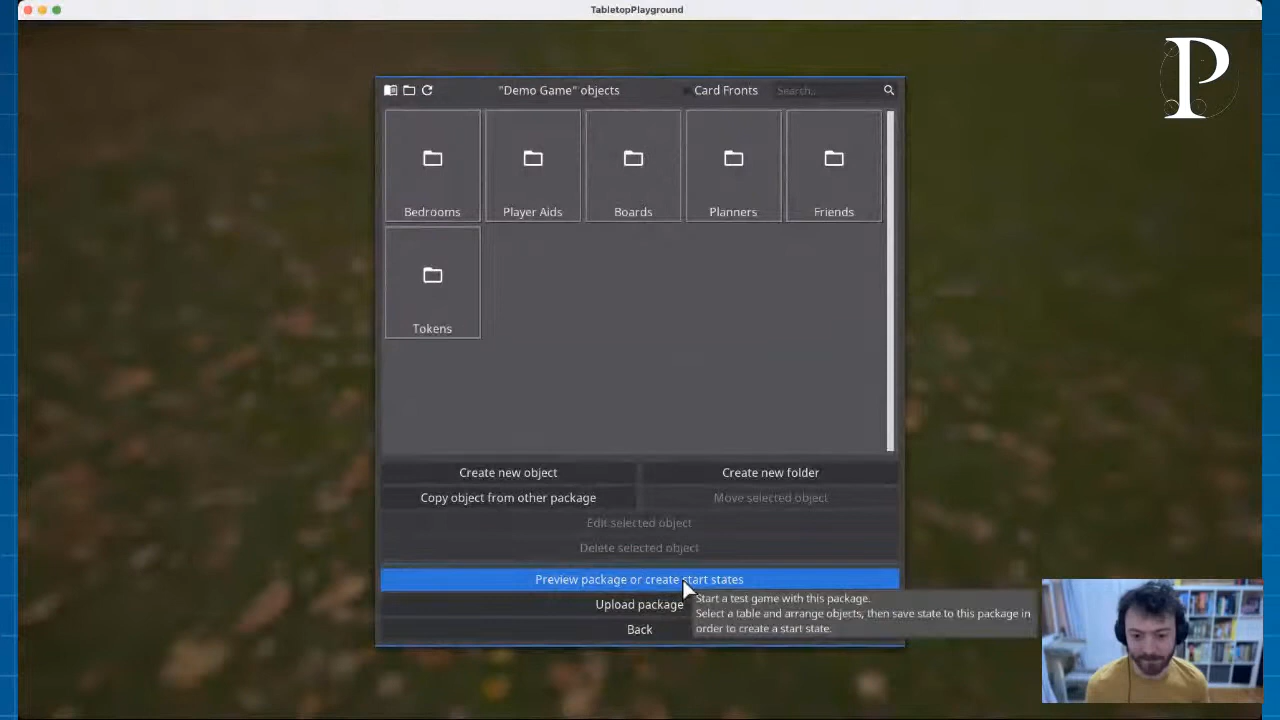 TabletopPlayground
P
"Demo Game" objects
Card Fronts
Search..
Bedrooms
Player Aids
Boards
Planners
Friends
Tokens
Create new object
Create new folder
Copy object from other package
Move selected object
Edit selected object
Delete selected object
Preview package or create start states
Upload package
Start a test game with this package.
Select a table and arrange objects, then save state to this package in
order to create a start state.
Back